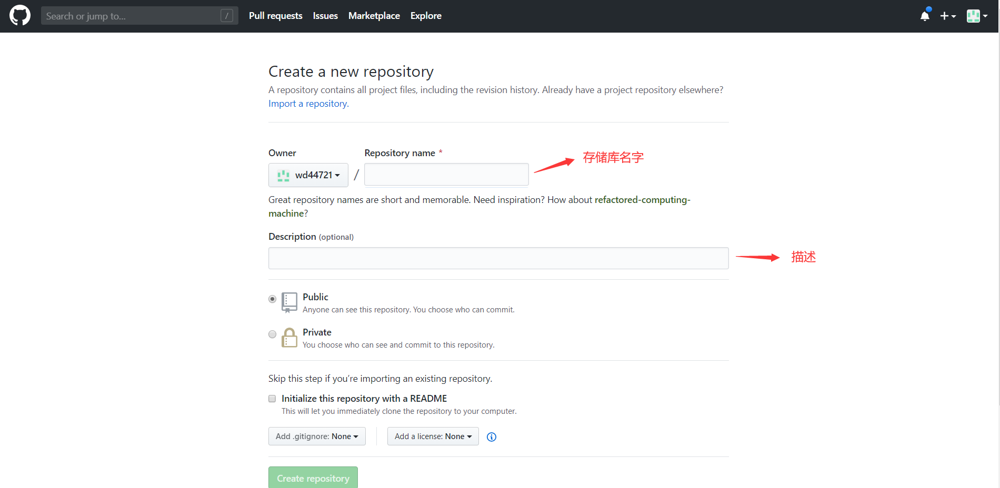 Search or jump to...
/
Pull requests
Issues
Marketplace
Explore
Create a new repository
A repository contains all project files, including the revision history. Already have a project repository elsewhere?
Import a repository.
Owner
Repository name *
存储库名字
wd44721
/
Great repository names are short and memorable. Need inspiration? How about refactored-computing-
machine?
Description (optional)
描述
Public
Anyone can see this repository. You choose who can commit.
Private
You choose who can see and commit to this repository.
Skip this step if you’re importing an existing repository.
Initialize this repository with a README
This will let you immediately clone the repository to your computer.
Add .gitignore: None
Add a license: None
Create repository